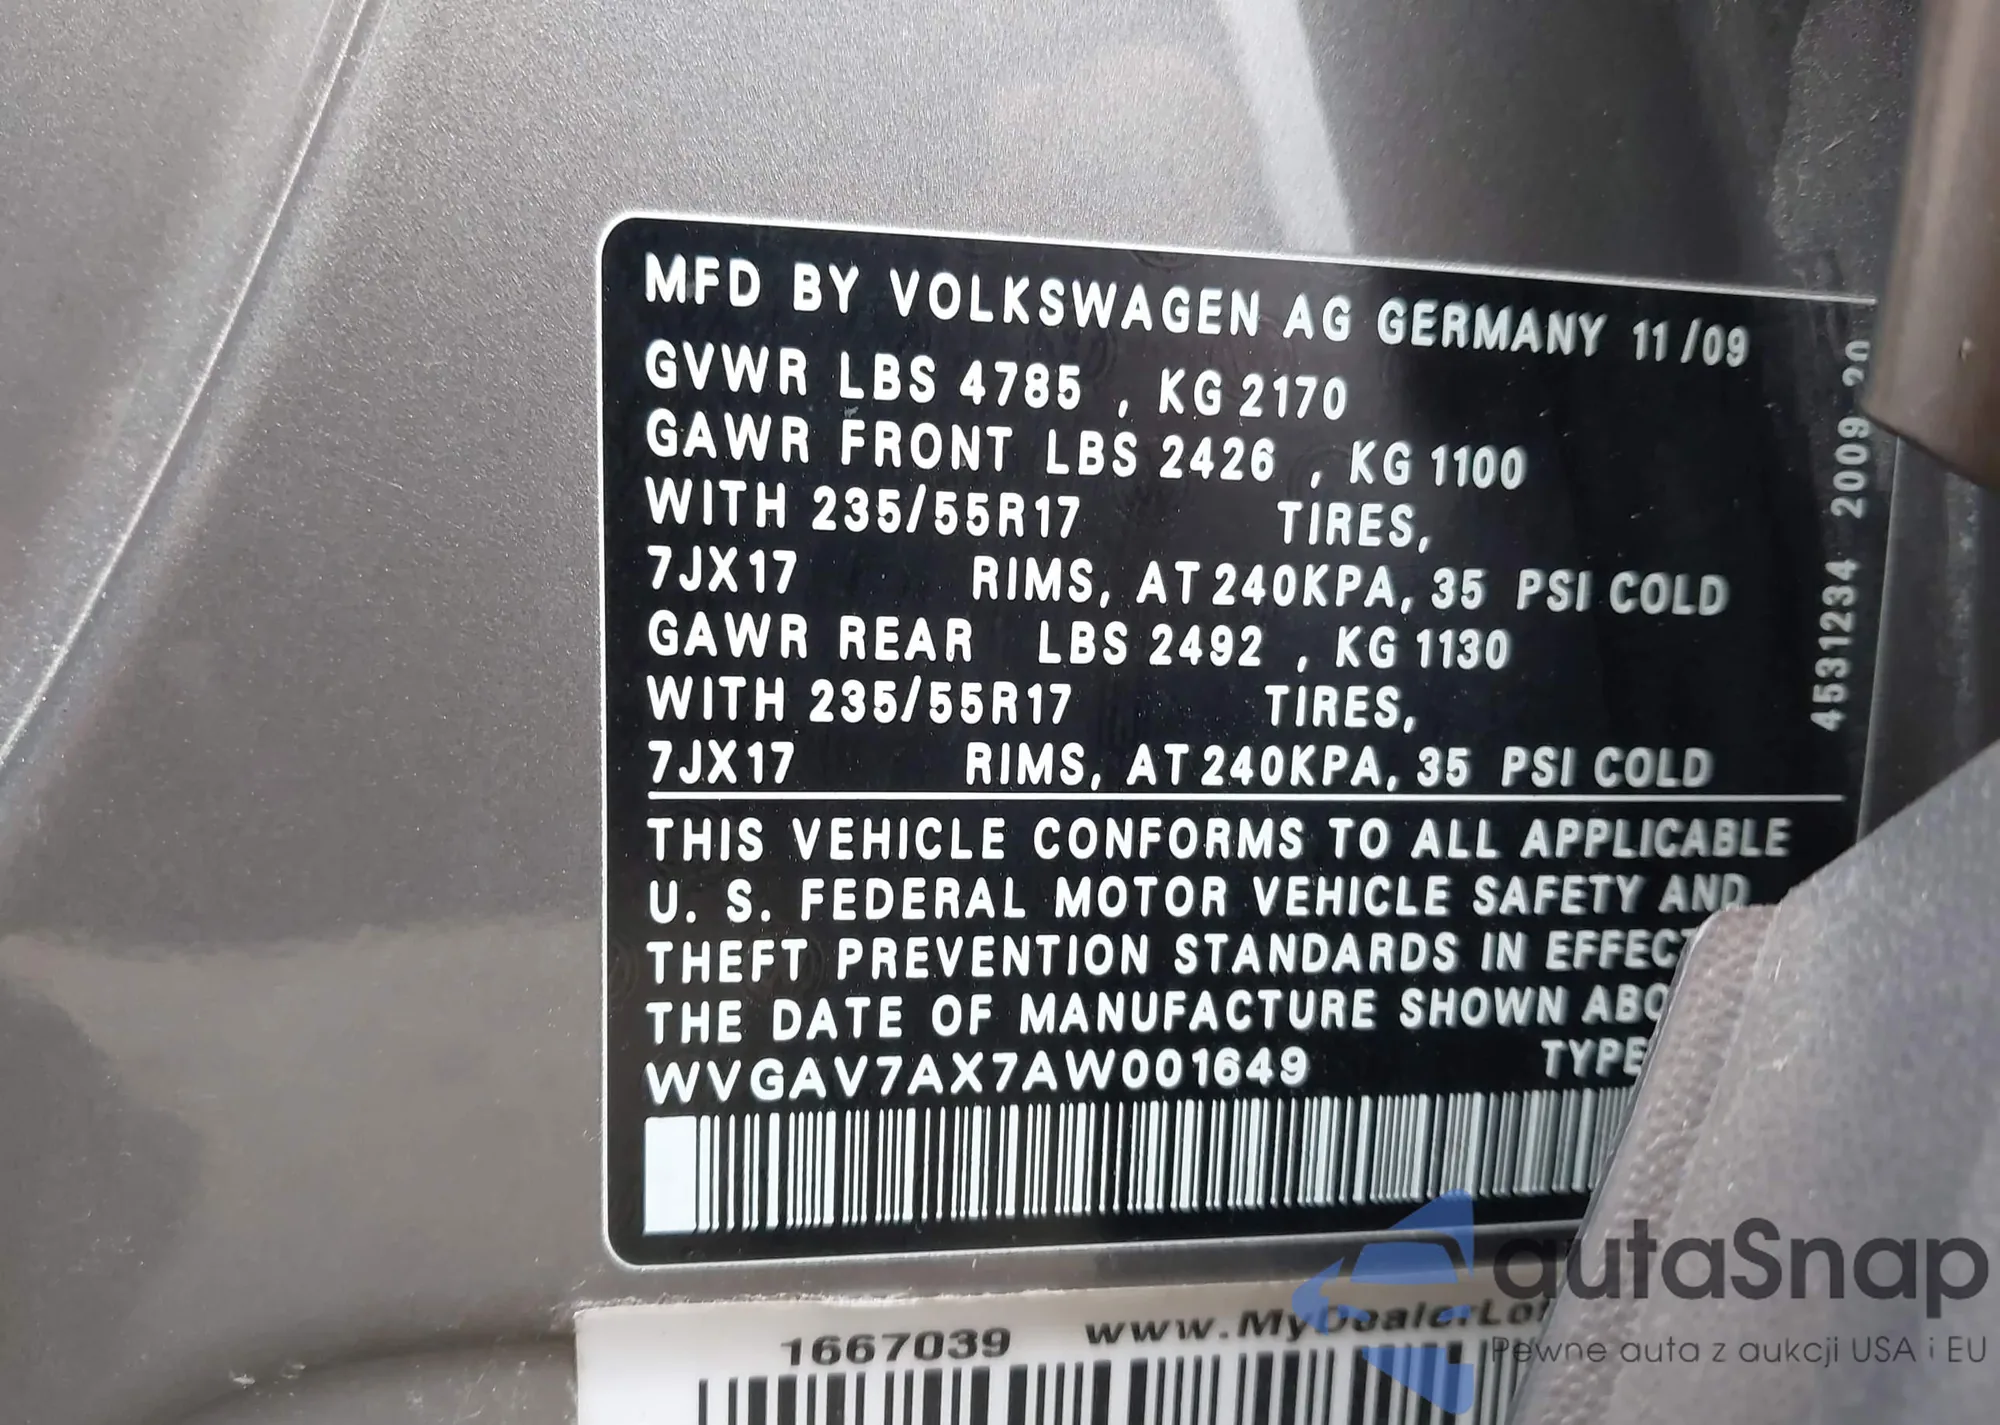 MFD BY VOLKSWAGEN AG GERMANY 11/09
GVWR LBS 4785 , KG 2170
GAWR FRONT LBS 2426 , KG 1100
WITH 235/55R17 TIRES,
7JX17 RIMS, AT 240KPA, 35 PSI COLD
GAWR REAR LBS 2492 , KG 1130
WITH 235/55R17 TIRES,
7JX17 RIMS, AT 240KPA, 35 PSI COLD
THIS VEHICLE CONFORMS TO ALL APPLICABLE
U. S. FEDERAL MOTOR VEHICLE SAFETY AND
THEFT PREVENTION STANDARDS IN EFFECT
THE DATE OF MANUFACTURE SHOWN ABO
WVGAV7AX7AW001649 TYPE
4531234 2009 20
1667039 www.MyDealerLot
autaSnap
Pewne auta z aukcji USA i EU